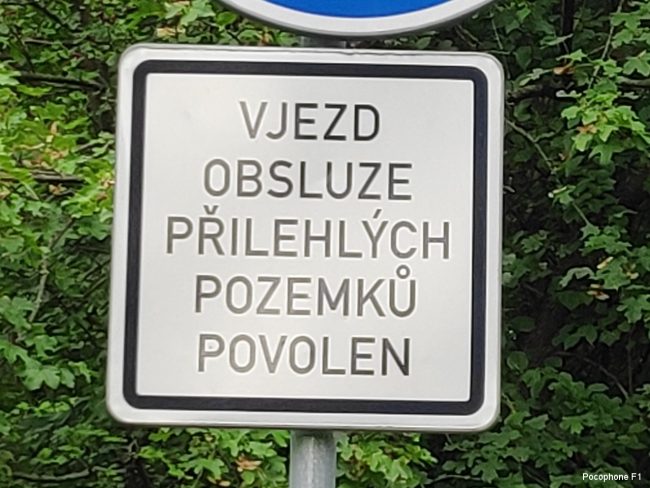 VJEZD
OBSLUZE
PŘILEHLÝCH
POZEMKŮ
POVOLEN
Pocophone F1